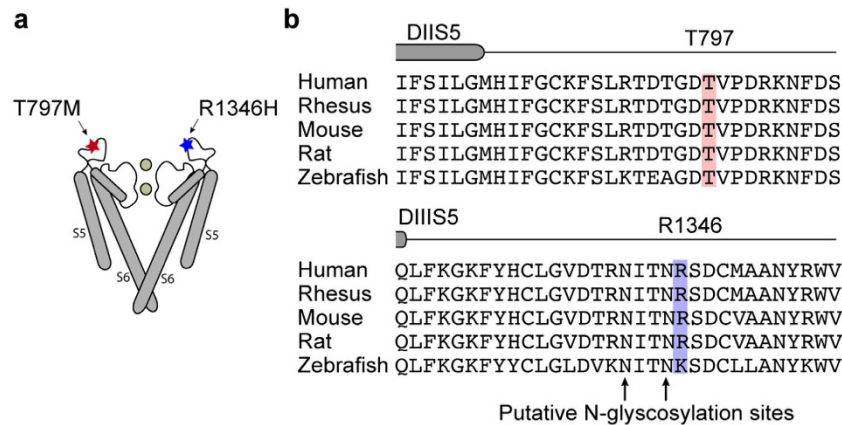 a
T797M
R1346H
S5
S6
S6
S5
b
DIIS5
T797
Human IFSILGMHIFGCKFSLRTDTGDTVPDRKNFDS
Rhesus IFSILGMHIFGCKFSLRTDTGDTVPDRKNFDS
Mouse IFSILGMHIFGCKFSLRTDTGDTVPDRKNFDS
Rat IFSILGMHIFGCKFSLRTDTGDTVPDRKNFDS
Zebrafish IFSILGMHIFGCKFSLKTEAGDTVPDRKNFDS
DIIIS5
R1346
Human QLFKGKFYHCLGVDTRNITNRSDCMAANYRWV
Rhesus QLFKGKFYHCLGVDTRNITNRSDCMAANYRWV
Mouse QLFKGKFYHCLGVDTRNITNRSDCVAANYRWV
Rat QLFKGKFYHCLGVDTRNITNRSDCVAANYRWV
Zebrafish QLFKGKFYYCLGLDVKNITNKSDCLLANYKWV
Putative N-glyscosylation sites